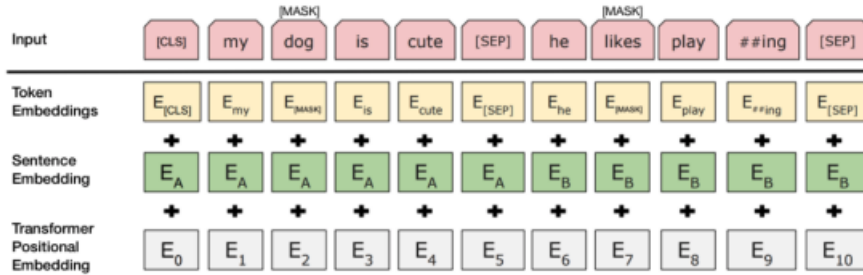 [MASK] [MASK]
Input [CLS] my dog is cute [SEP] he likes play ##ing [SEP]
Token
Embeddings E[CLS] Emy E[MASK] Eis Ecute E[SEP] Ehe E[MASK] Eplay E##ing E[SEP]
+ + + + + + + + + + +
Sentence
Embedding EA EA EA EA EA EA EB EB EB EB EB
+ + + + + + + + + + +
Transformer
Positional
Embedding E0 E1 E2 E3 E4 E5 E6 E7 E8 E9 E10